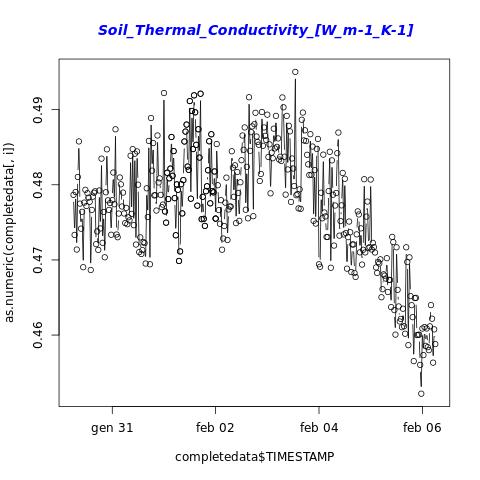 Soil_Thermal_Conductivity_[W_m-1_K-1]
as.numeric(completedata[, i])
0.49
0.48
0.47
0.46
gen 31 feb 02 feb 04 feb 06
completedata$TIMESTAMP